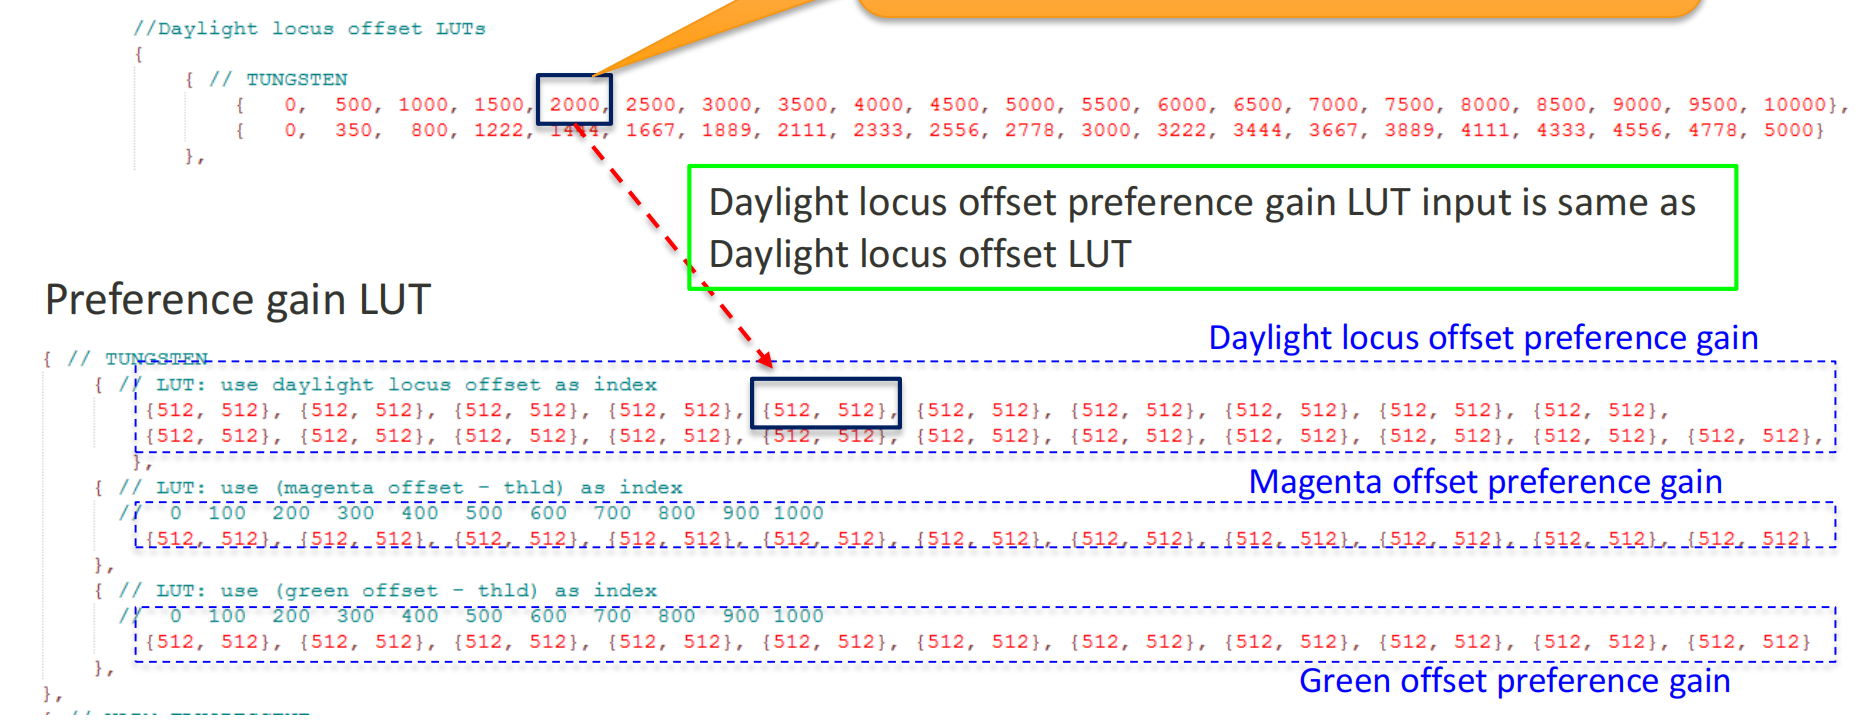 //Daylight locus offset LUTs
{
{ // TUNGSTEN
{ 0, 500, 1000, 1500, 2000, 2500, 3000, 3500, 4000, 4500, 5000, 5500, 6000, 6500, 7000, 7500, 8000, 8500, 9000, 9500, 10000},
{ 0, 350, 800, 1222, 1444, 1667, 1889, 2111, 2333, 2556, 2778, 3000, 3222, 3444, 3667, 3889, 4111, 4333, 4556, 4778, 5000}
},
Daylight locus offset preference gain LUT input is same as
Daylight locus offset LUT
Preference gain LUT
Daylight locus offset preference gain
{ // TUNGSTEN
{ // LUT: use daylight locus offset as index
{512, 512}, {512, 512}, {512, 512}, {512, 512}, {512, 512}, {512, 512}, {512, 512}, {512, 512}, {512, 512}, {512, 512},
{512, 512}, {512, 512}, {512, 512}, {512, 512}, {512, 512}, {512, 512}, {512, 512}, {512, 512}, {512, 512}, {512, 512}, {512, 512},
},
Magenta offset preference gain
{ // LUT: use (magenta offset - thld) as index
// 0 100 200 300 400 500 600 700 800 900 1000
{512, 512}, {512, 512}, {512, 512}, {512, 512}, {512, 512}, {512, 512}, {512, 512}, {512, 512}, {512, 512}, {512, 512}, {512, 512}
},
{ // LUT: use (green offset - thld) as index
// 0 100 200 300 400 500 600 700 800 900 1000
{512, 512}, {512, 512}, {512, 512}, {512, 512}, {512, 512}, {512, 512}, {512, 512}, {512, 512}, {512, 512}, {512, 512}, {512, 512}
},
Green offset preference gain
},